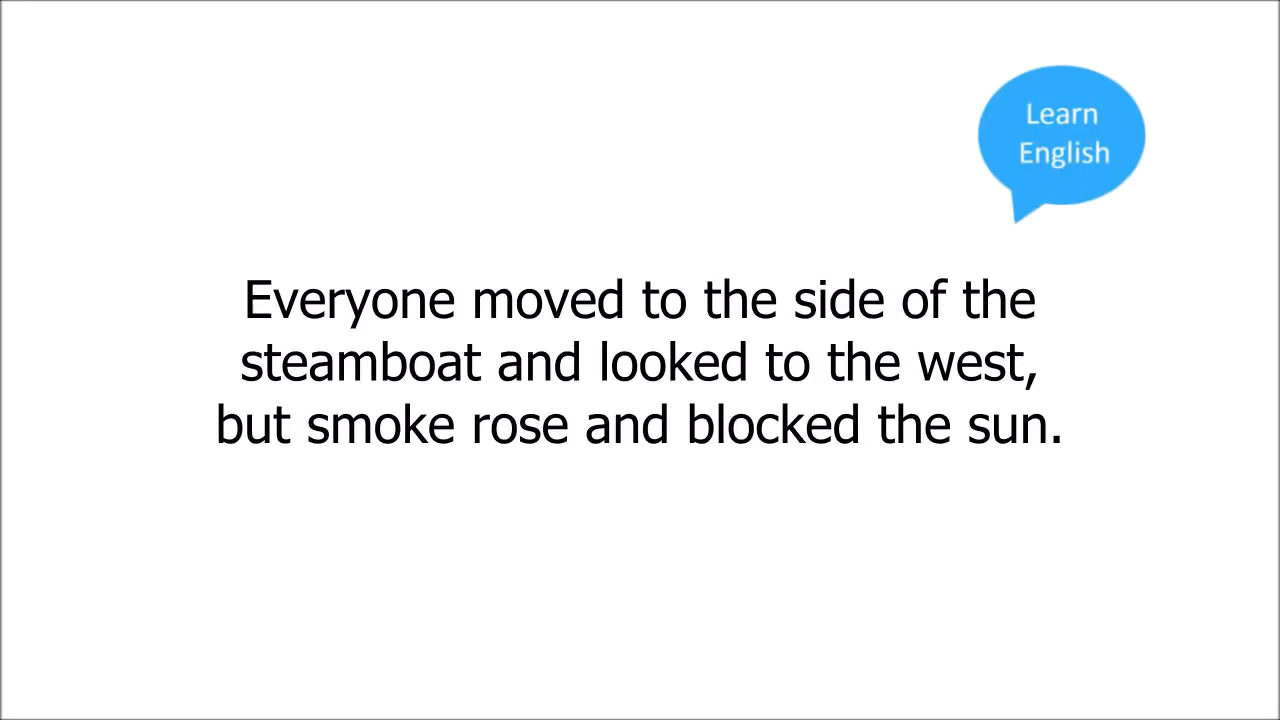 Learn
English
Everyone moved to the side of the
steamboat and looked to the west,
but smoke rose and blocked the sun.